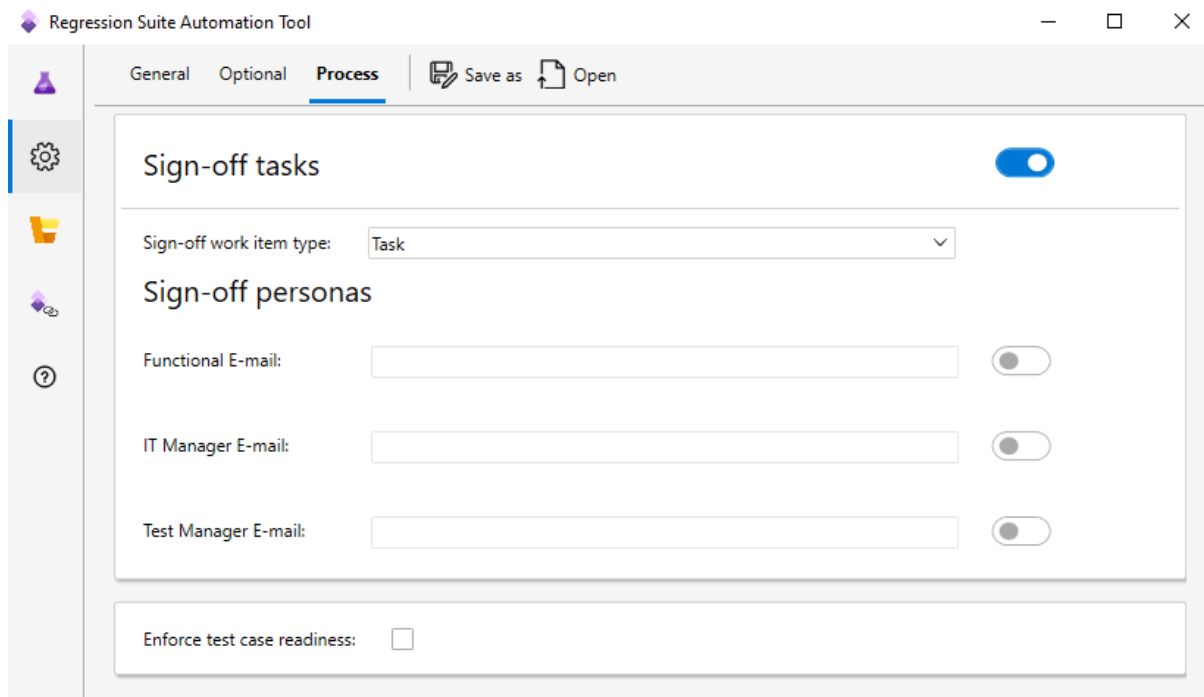 Regression Suite Automation Tool
General Optional Process Save as Open
Sign-off tasks
Sign-off work item type: Task
Sign-off personas
Functional E-mail:
IT Manager E-mail:
Test Manager E-mail:
Enforce test case readiness: